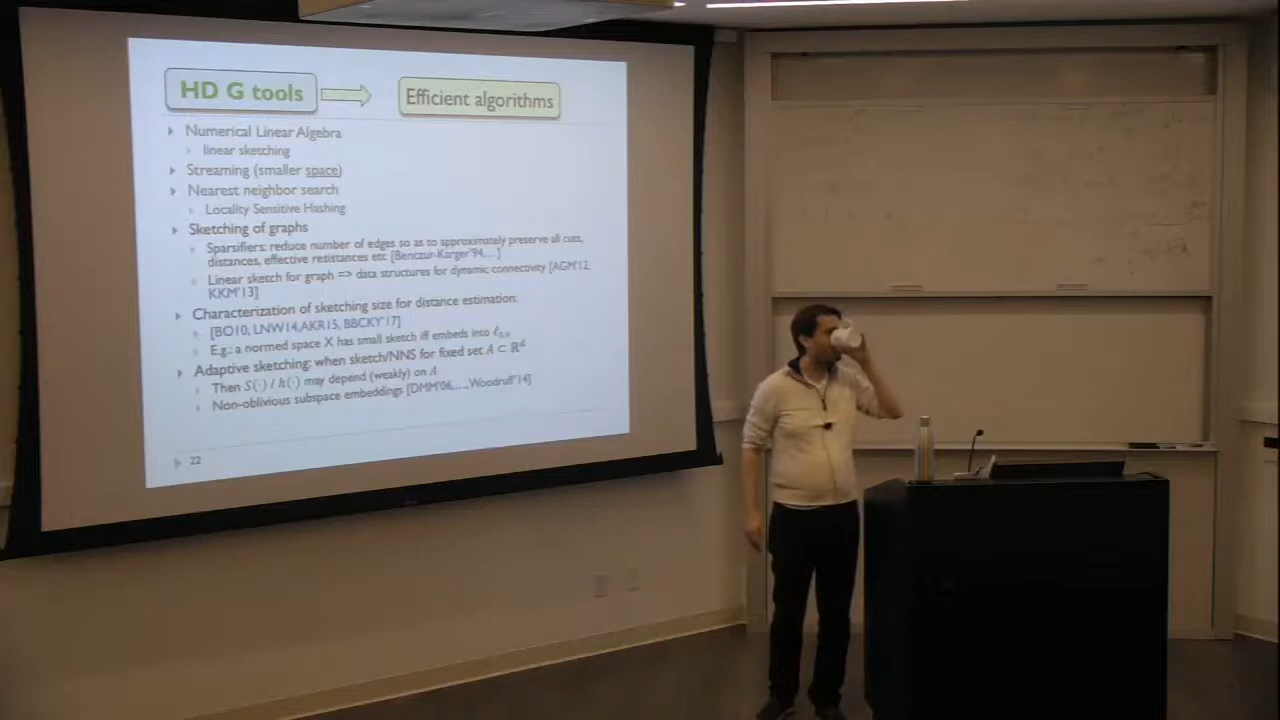 HD G tools
Efficient algorithms
Numerical Linear Algebra
linear sketching
Streaming (smaller space)
Nearest neighbor search
Locality Sensitive Hashing
Sketching of graphs
Sparsifiers: reduce number of edges so as to approximately preserve all cuts,
distances, effective resistances etc [Benczur-Karger'94,...]
Linear sketch for graph => data structures for dynamic connectivity [AGM'12,
KKM'13]
Characterization of sketching size for distance estimation:
[BO10, LNW14,AKR15, BBCKY'17]
E.g.: a normed space X has small sketch iff embeds into
Adaptive sketching: when sketch/NNS for fixed set A ⊂ ℝᵈ
Then S(·) / h(·) may depend (weakly) on A
Non-oblivious subspace embeddings [DMM'06,..., Woodruff'14]
22